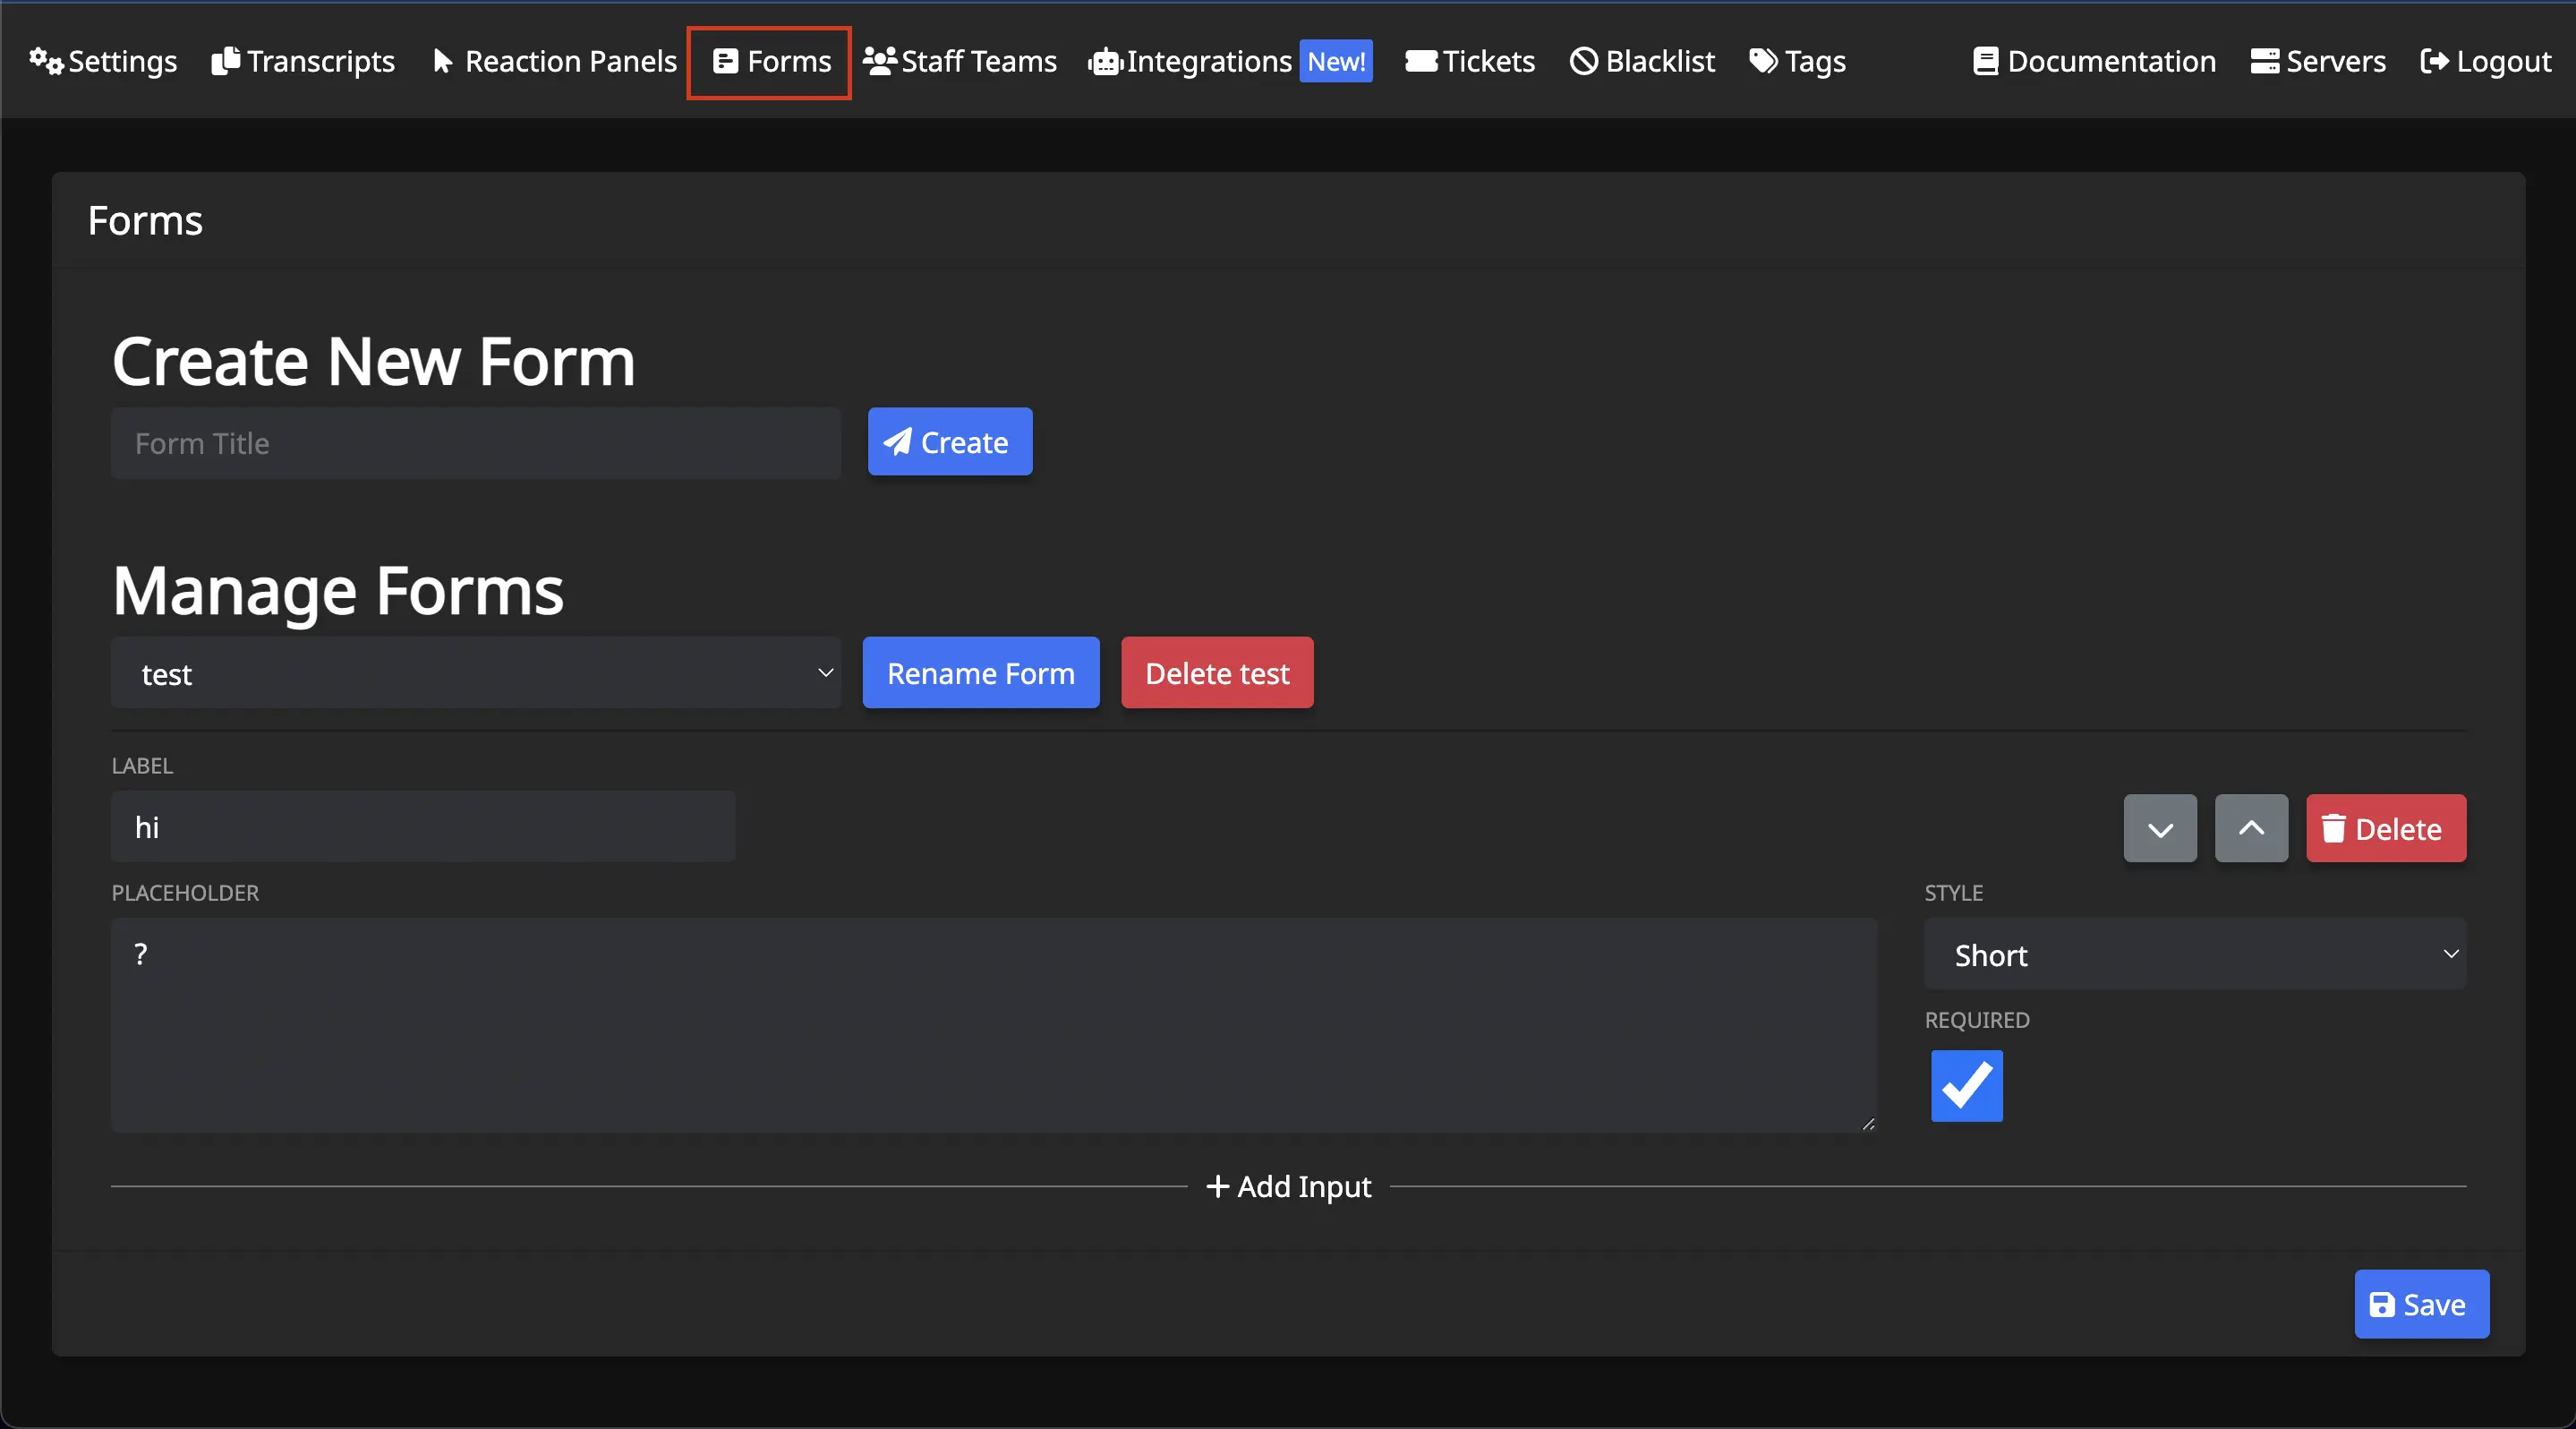 Settings Transcripts Reaction Panels Forms Staff Teams Integrations New! Tickets Blacklist Tags Documentation Servers Logout
Forms
Create New Form
Form Title Create
Manage Forms
test Rename Form Delete test
LABEL
hi Delete
PLACEHOLDER STYLE
? Short
REQUIRED
+ Add Input
Save